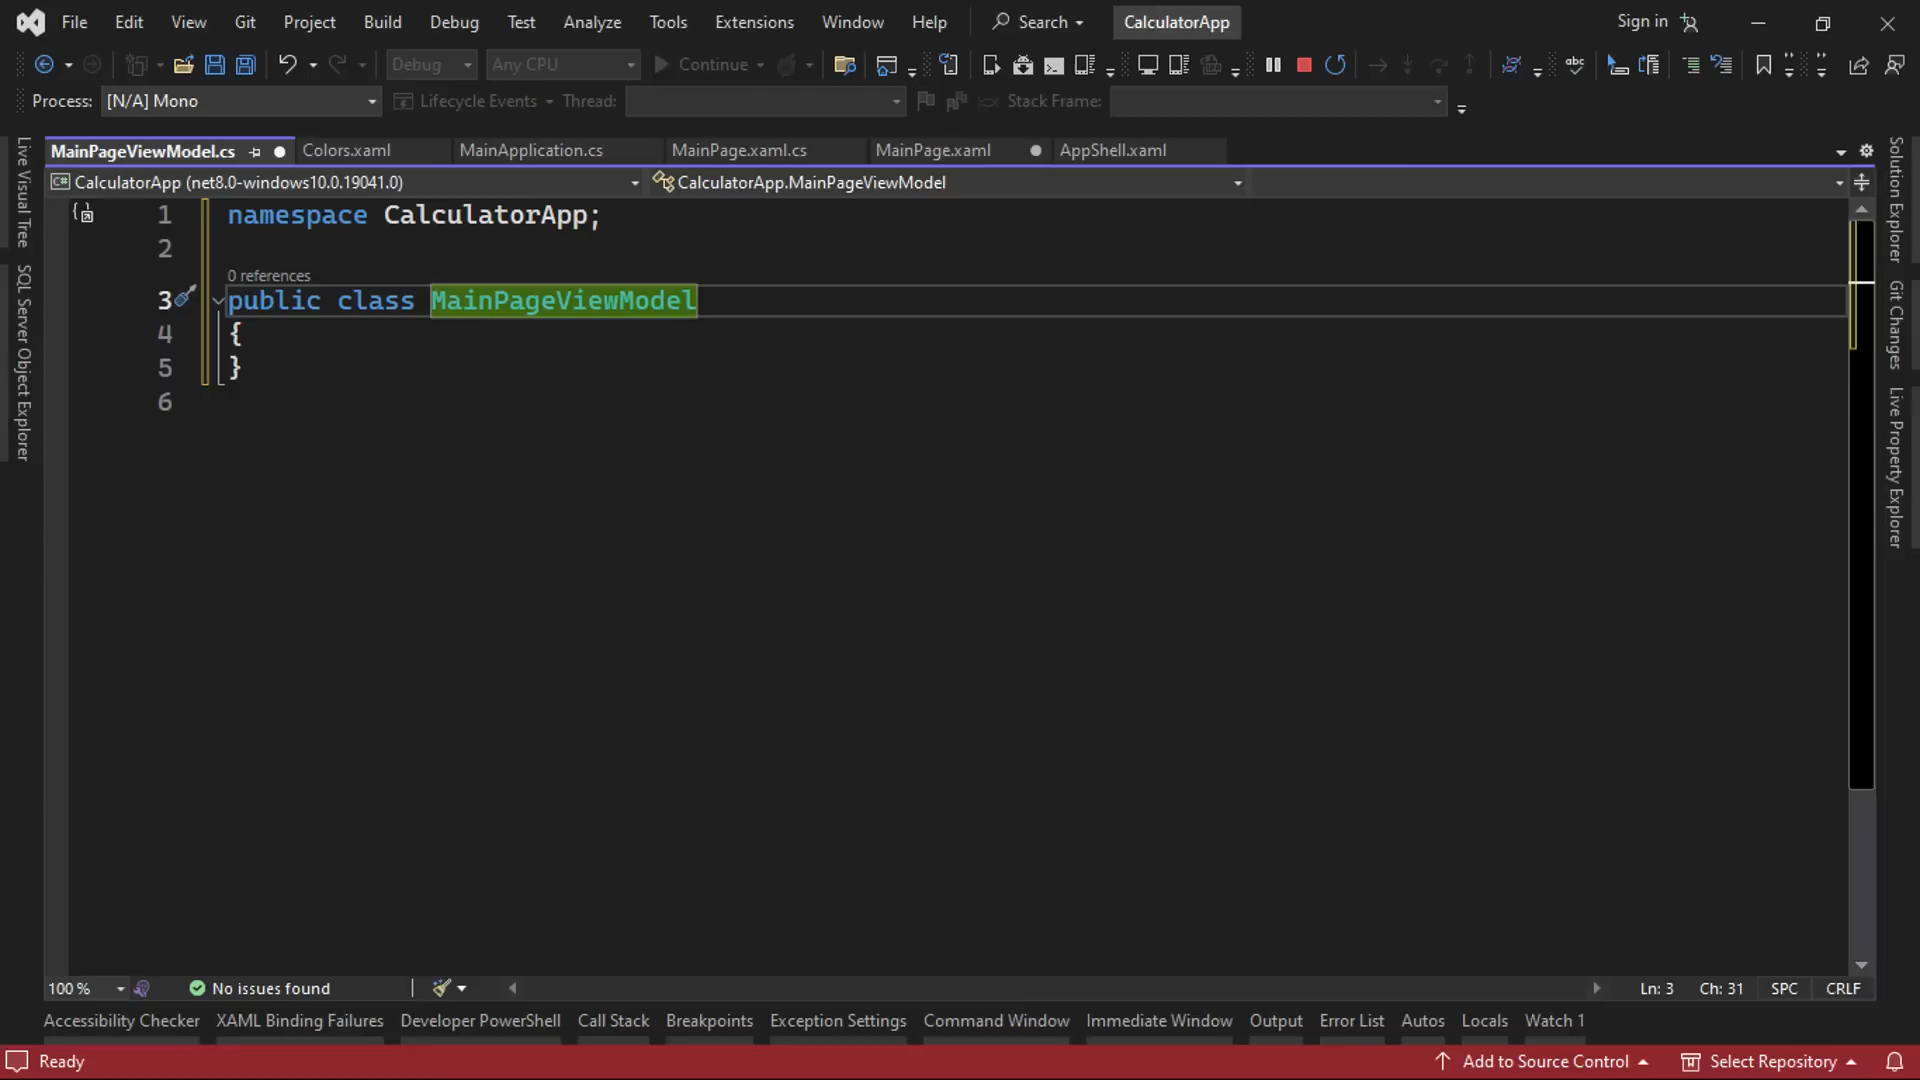 File Edit View Git Project Build Debug Test Analyze Tools Extensions Window Help Search CalculatorApp Sign in
Debug Any CPU Continue
Process: [N/A] Mono Lifecycle Events Thread: Stack Frame:
MainPageViewModel.cs Colors.xaml MainApplication.cs MainPage.xaml.cs MainPage.xaml AppShell.xaml
C# CalculatorApp (net8.0-windows10.0.19041.0) CalculatorApp.MainPageViewModel
1 namespace CalculatorApp;
2
0 references
3 public class MainPageViewModel
4 {
5 }
6
Live Visual Tree
SQL Server Object Explorer
Solution Explorer
Git Changes
Live Property Explorer
100 % No issues found Ln: 3 Ch: 31 SPC CRLF
Accessibility Checker XAML Binding Failures Developer PowerShell Call Stack Breakpoints Exception Settings Command Window Immediate Window Output Error List Autos Locals Watch 1
Ready Add to Source Control Select Repository